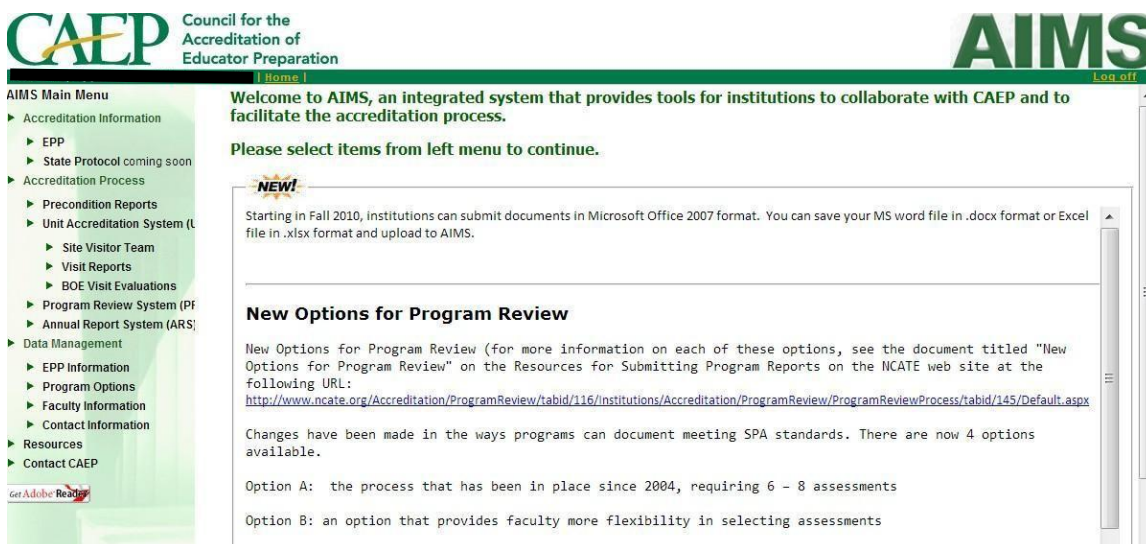 CAEP
Council for the
Accreditation of
Educator Preparation
AIMS
| Home |
Log off
AIMS Main Menu
Accreditation Information
EPP
State Protocol coming soon
Accreditation Process
Precondition Reports
Unit Accreditation System (U
Site Visitor Team
Visit Reports
BOE Visit Evaluations
Program Review System (PR
Annual Report System (ARS)
Data Management
EPP Information
Program Options
Faculty Information
Contact Information
Resources
Contact CAEP
Get Adobe Reader
Welcome to AIMS, an integrated system that provides tools for institutions to collaborate with CAEP and to
facilitate the accreditation process.
Please select items from left menu to continue.
NEW!
Starting in Fall 2010, institutions can submit documents in Microsoft Office 2007 format. You can save your MS word file in .docx format or Excel
file in .xlsx format and upload to AIMS.
New Options for Program Review
New Options for Program Review (for more information on each of these options, see the document titled "New
Options for Program Review" on the Resources for Submitting Program Reports on the NCATE web site at the
following URL:
http://www.ncate.org/Accreditation/ProgramReview/tabid/116/Institutions/Accreditation/ProgramReview/ProgramReviewProcess/tabid/145/Default.aspx
Changes have been made in the ways programs can document meeting SPA standards. There are now 4 options
available.
Option A: the process that has been in place since 2004, requiring 6 – 8 assessments
Option B: an option that provides faculty more flexibility in selecting assessments